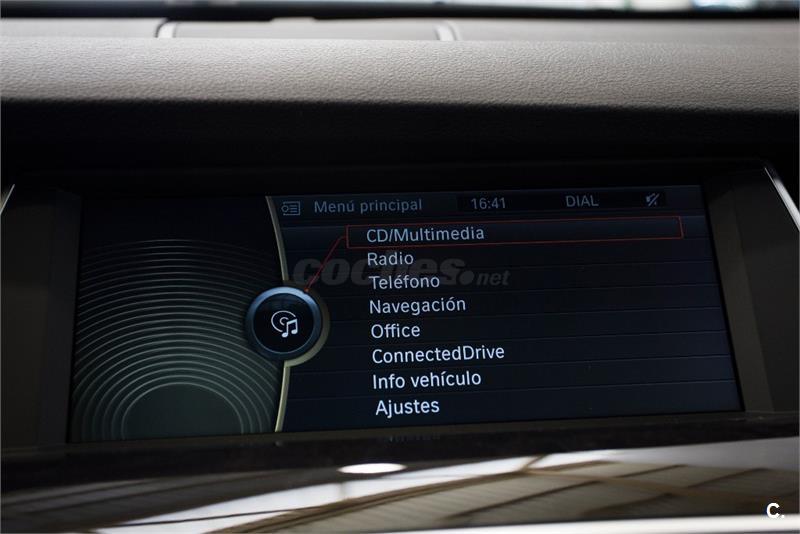 Menú principal 16:41 DIAL
CD/Multimedia
Radio
coches.net
Teléfono
Navegación
Office
ConnectedDrive
Info vehículo
Ajustes
C.